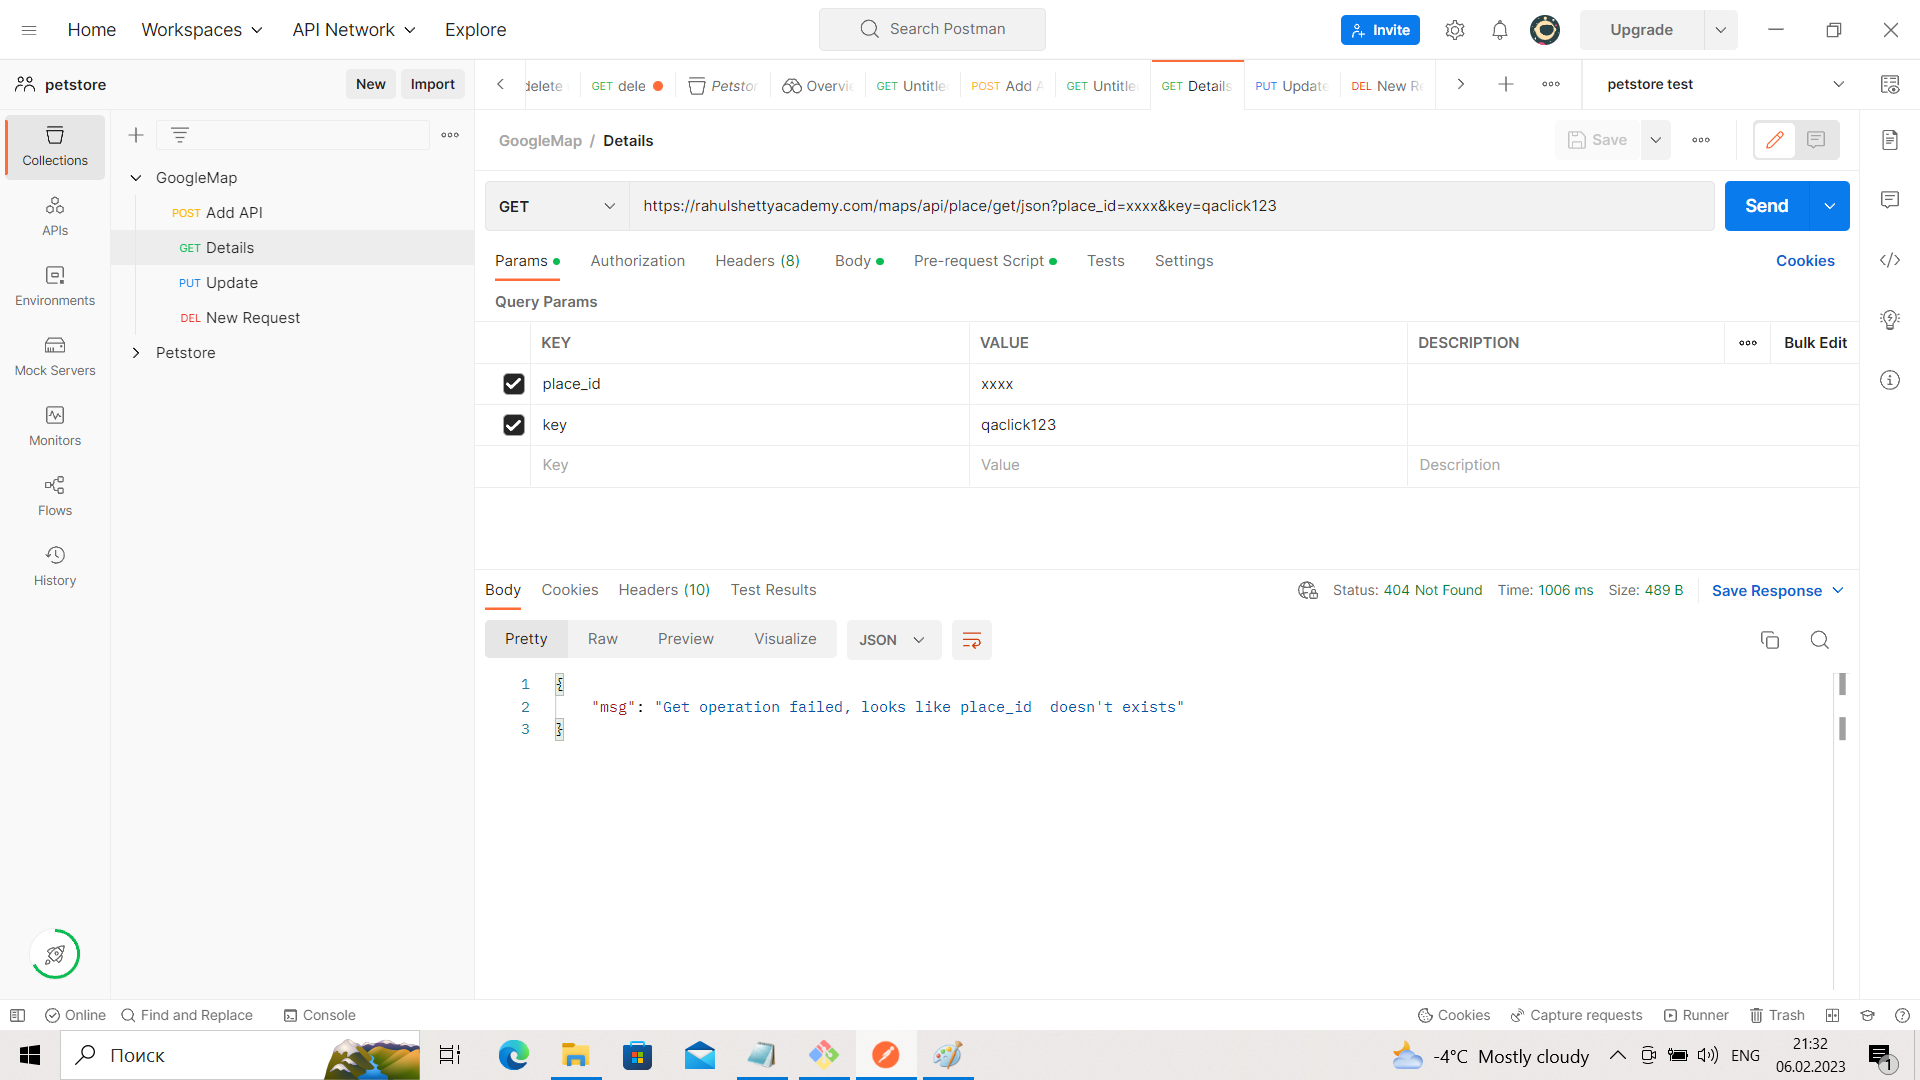 Home Workspaces API Network Explore Search Postman Invite Upgrade
petstore New Import delete GET dele Petstor Overvie GET Untitle POST Add A GET Untitle GET Details PUT Update DEL New Re petstore test
Collections
APIs
Environments
Mock Servers
Monitors
Flows
History
GoogleMap
POST Add API
GET Details
PUT Update
DEL New Request
Petstore
GoogleMap / Details Save
GET https://rahulshettyacademy.com/maps/api/place/get/json?place_id=xxxx&key=qaclick123 Send
Params Authorization Headers (8) Body Pre-request Script Tests Settings Cookies
Query Params
KEY VALUE DESCRIPTION Bulk Edit
place_id xxxx
key qaclick123
Key Value Description
Body Cookies Headers (10) Test Results Status: 404 Not Found Time: 1006 ms Size: 489 B Save Response
Pretty Raw Preview Visualize JSON
1 {
2 "msg": "Get operation failed, looks like place_id  doesn't exists"
3 }
Online Find and Replace Console Cookies Capture requests Runner Trash
Поиск -4°C Mostly cloudy ENG 21:32
06.02.2023 1